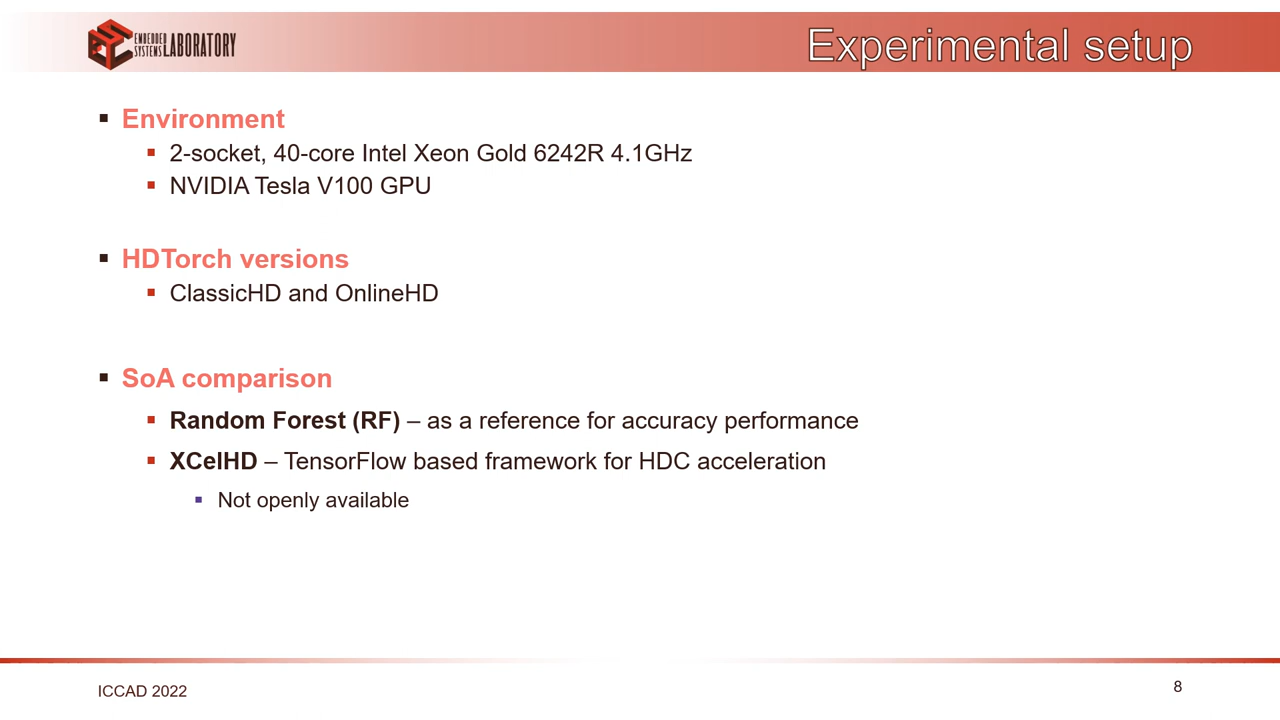 EMBEDDED SYSTEMS LABORATORY
Experimental setup
Environment
2-socket, 40-core Intel Xeon Gold 6242R 4.1GHz
NVIDIA Tesla V100 GPU
HDTorch versions
ClassicHD and OnlineHD
SoA comparison
Random Forest (RF) – as a reference for accuracy performance
XCelHD – TensorFlow based framework for HDC acceleration
Not openly available
ICCAD 2022
8